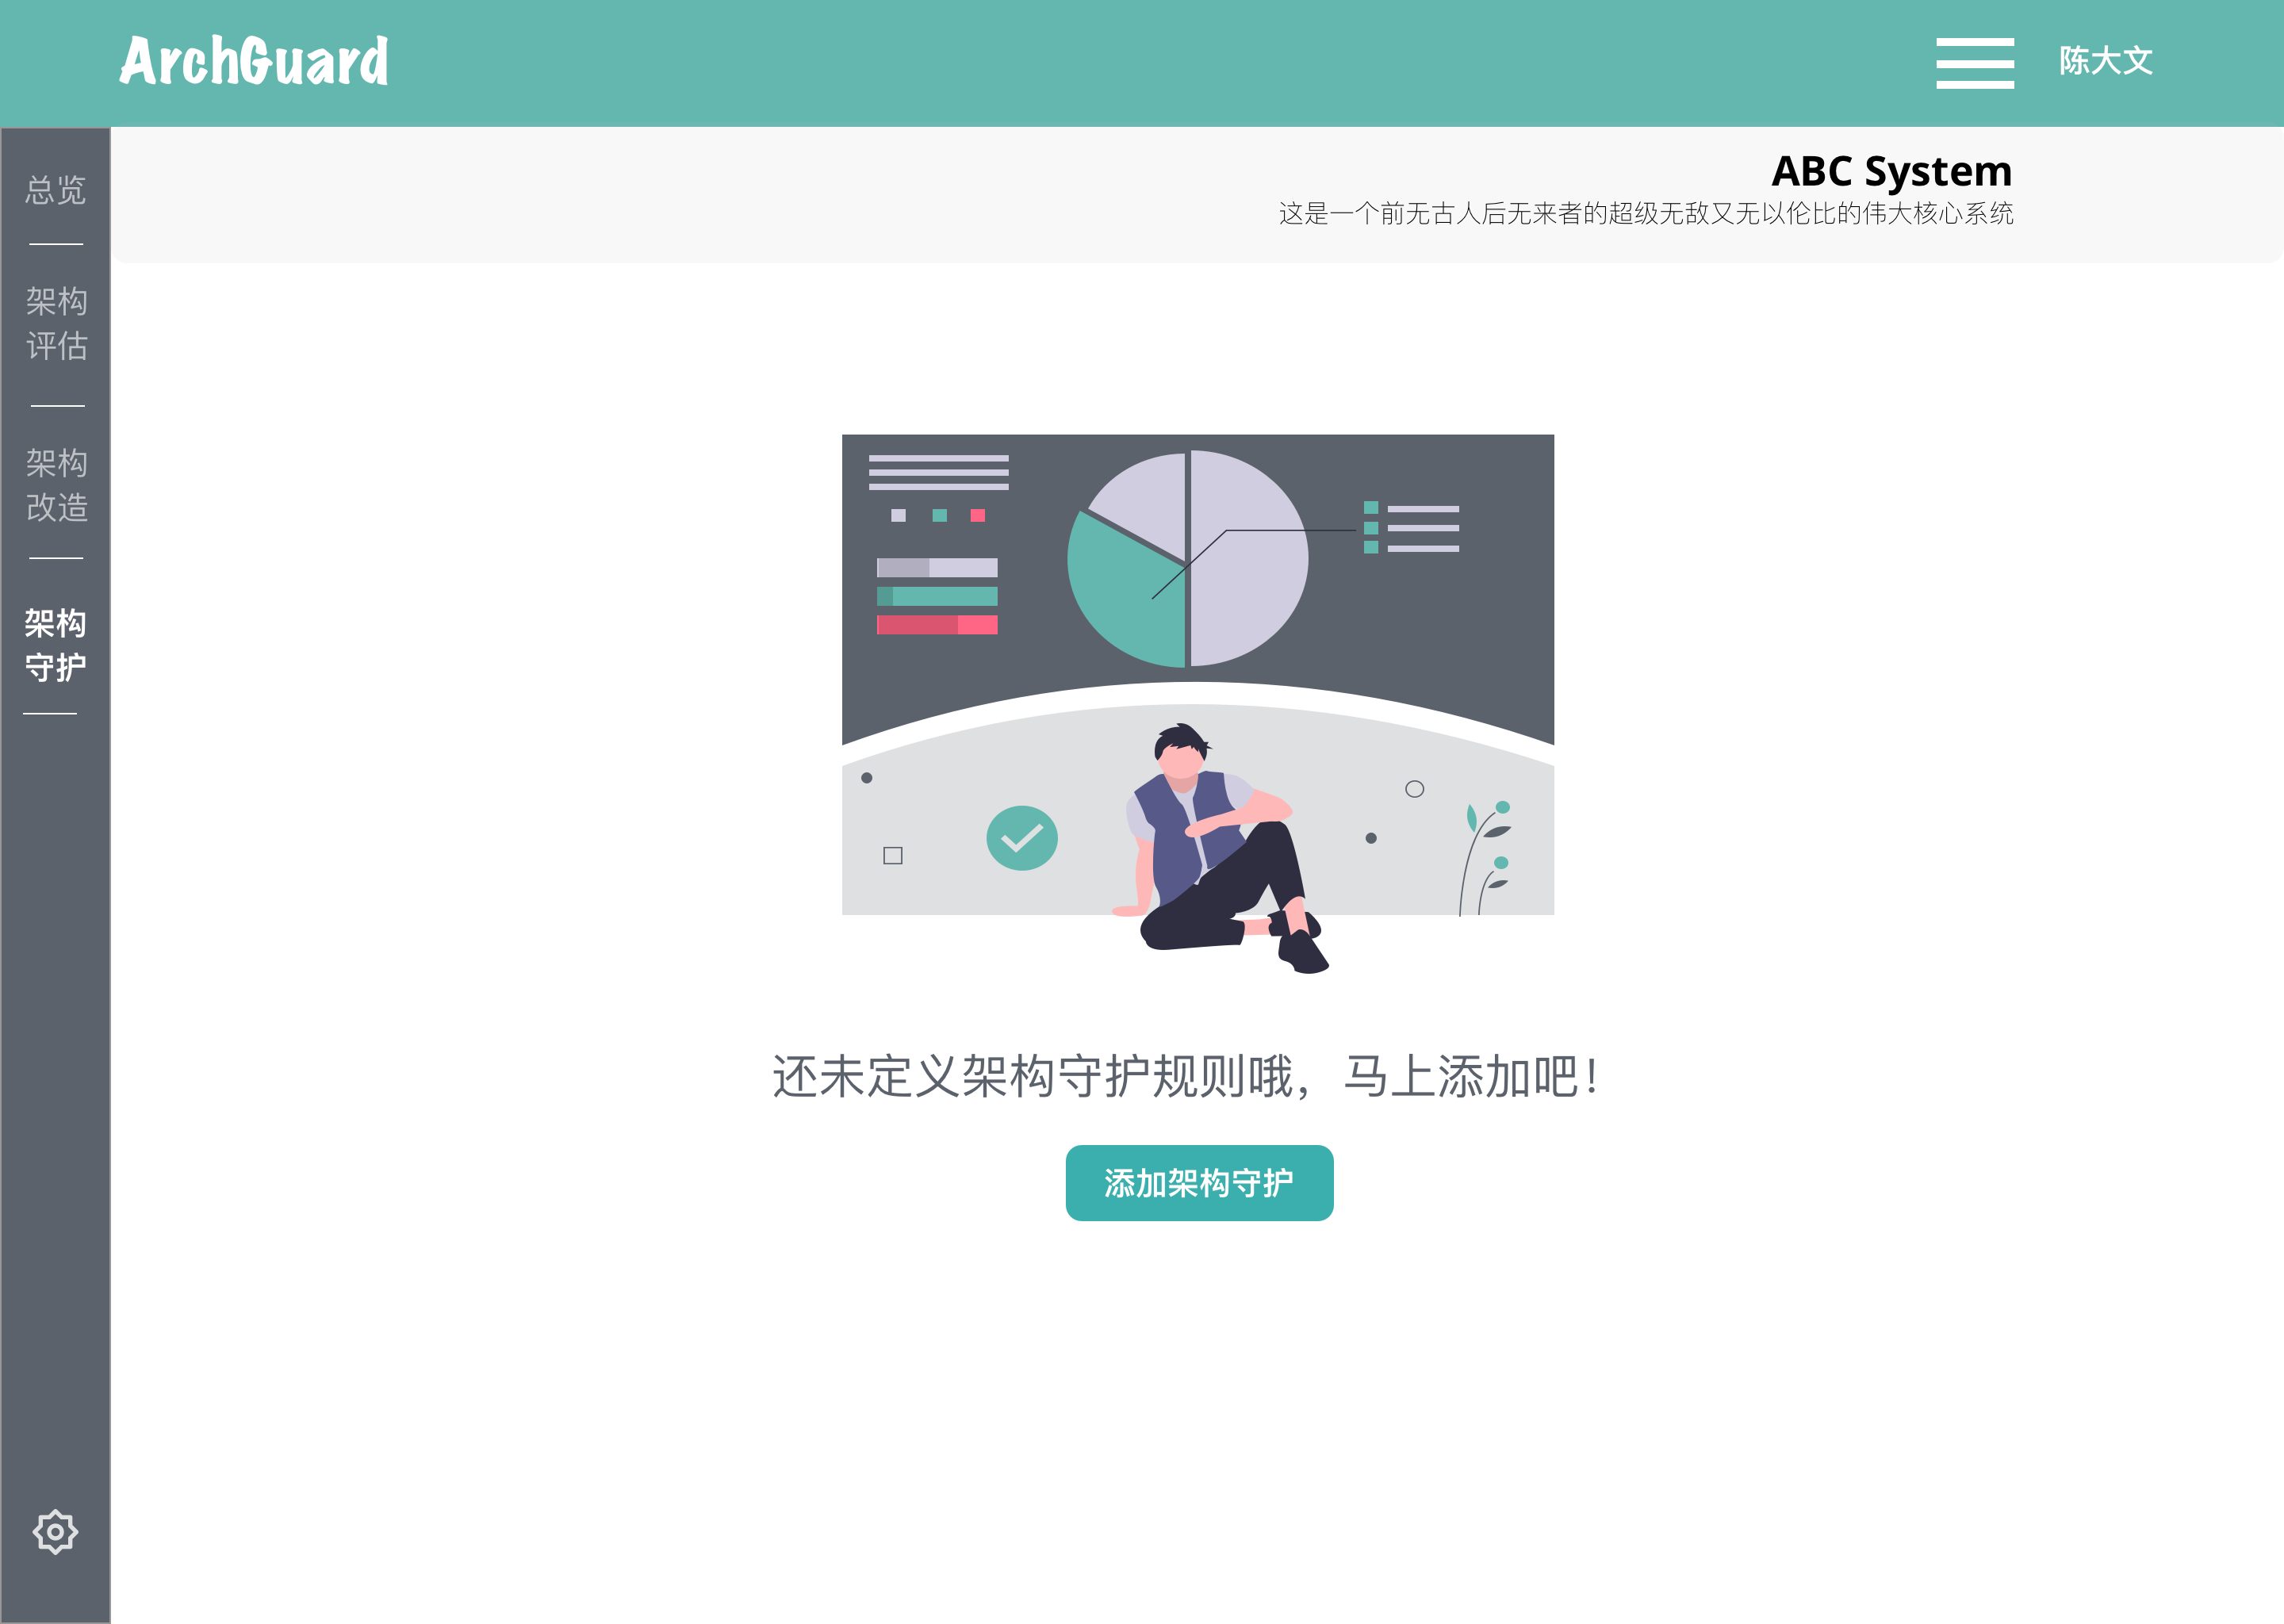 ArchGuard
陈大文
ABC System
这是一个前无古人后无来者的超级无敌又无以伦比的伟大核心系统
总览
架构
评估
架构
改造
架构
守护
还未定义架构守护规则哦，马上添加吧！
添加架构守护